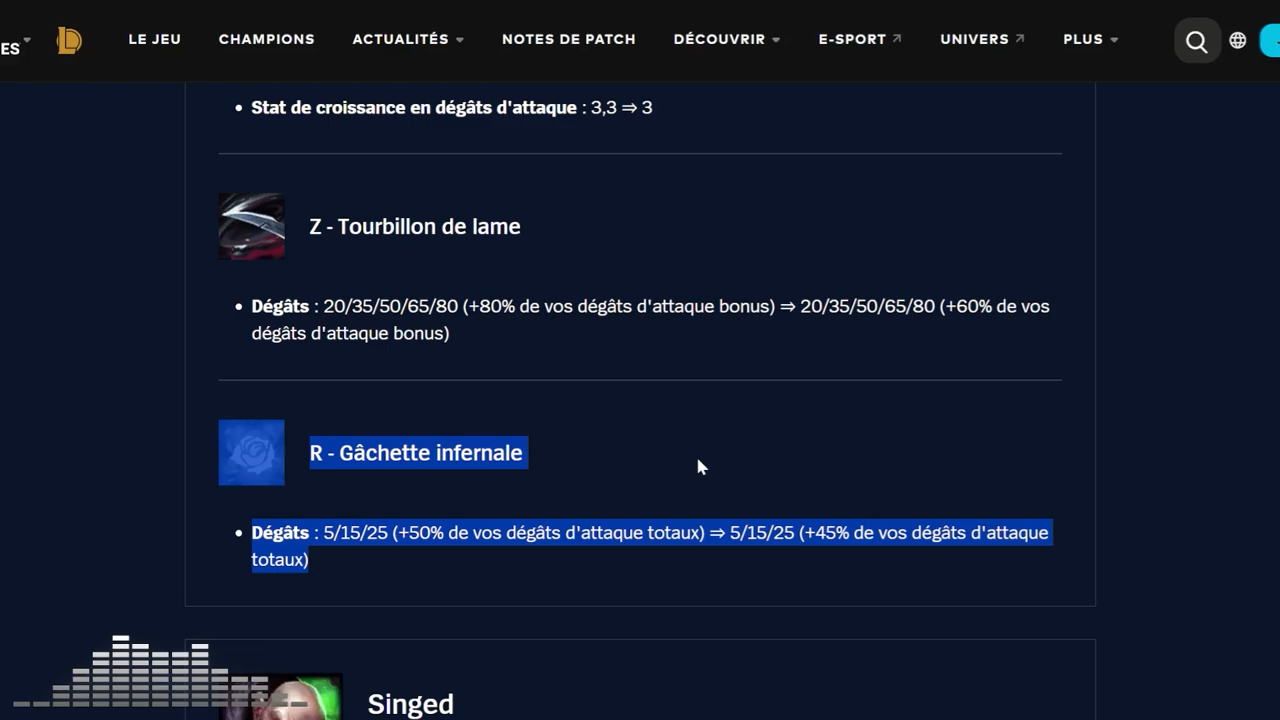 ES
LE JEU CHAMPIONS ACTUALITÉS NOTES DE PATCH DÉCOUVRIR E-SPORT UNIVERS PLUS
• Stat de croissance en dégâts d'attaque : 3,3 ⇒ 3
Z - Tourbillon de lame
• Dégâts : 20/35/50/65/80 (+80% de vos dégâts d'attaque bonus) ⇒ 20/35/50/65/80 (+60% de vos
dégâts d'attaque bonus)
R - Gâchette infernale
• Dégâts : 5/15/25 (+50% de vos dégâts d'attaque totaux) ⇒ 5/15/25 (+45% de vos dégâts d'attaque
totaux)
Singed